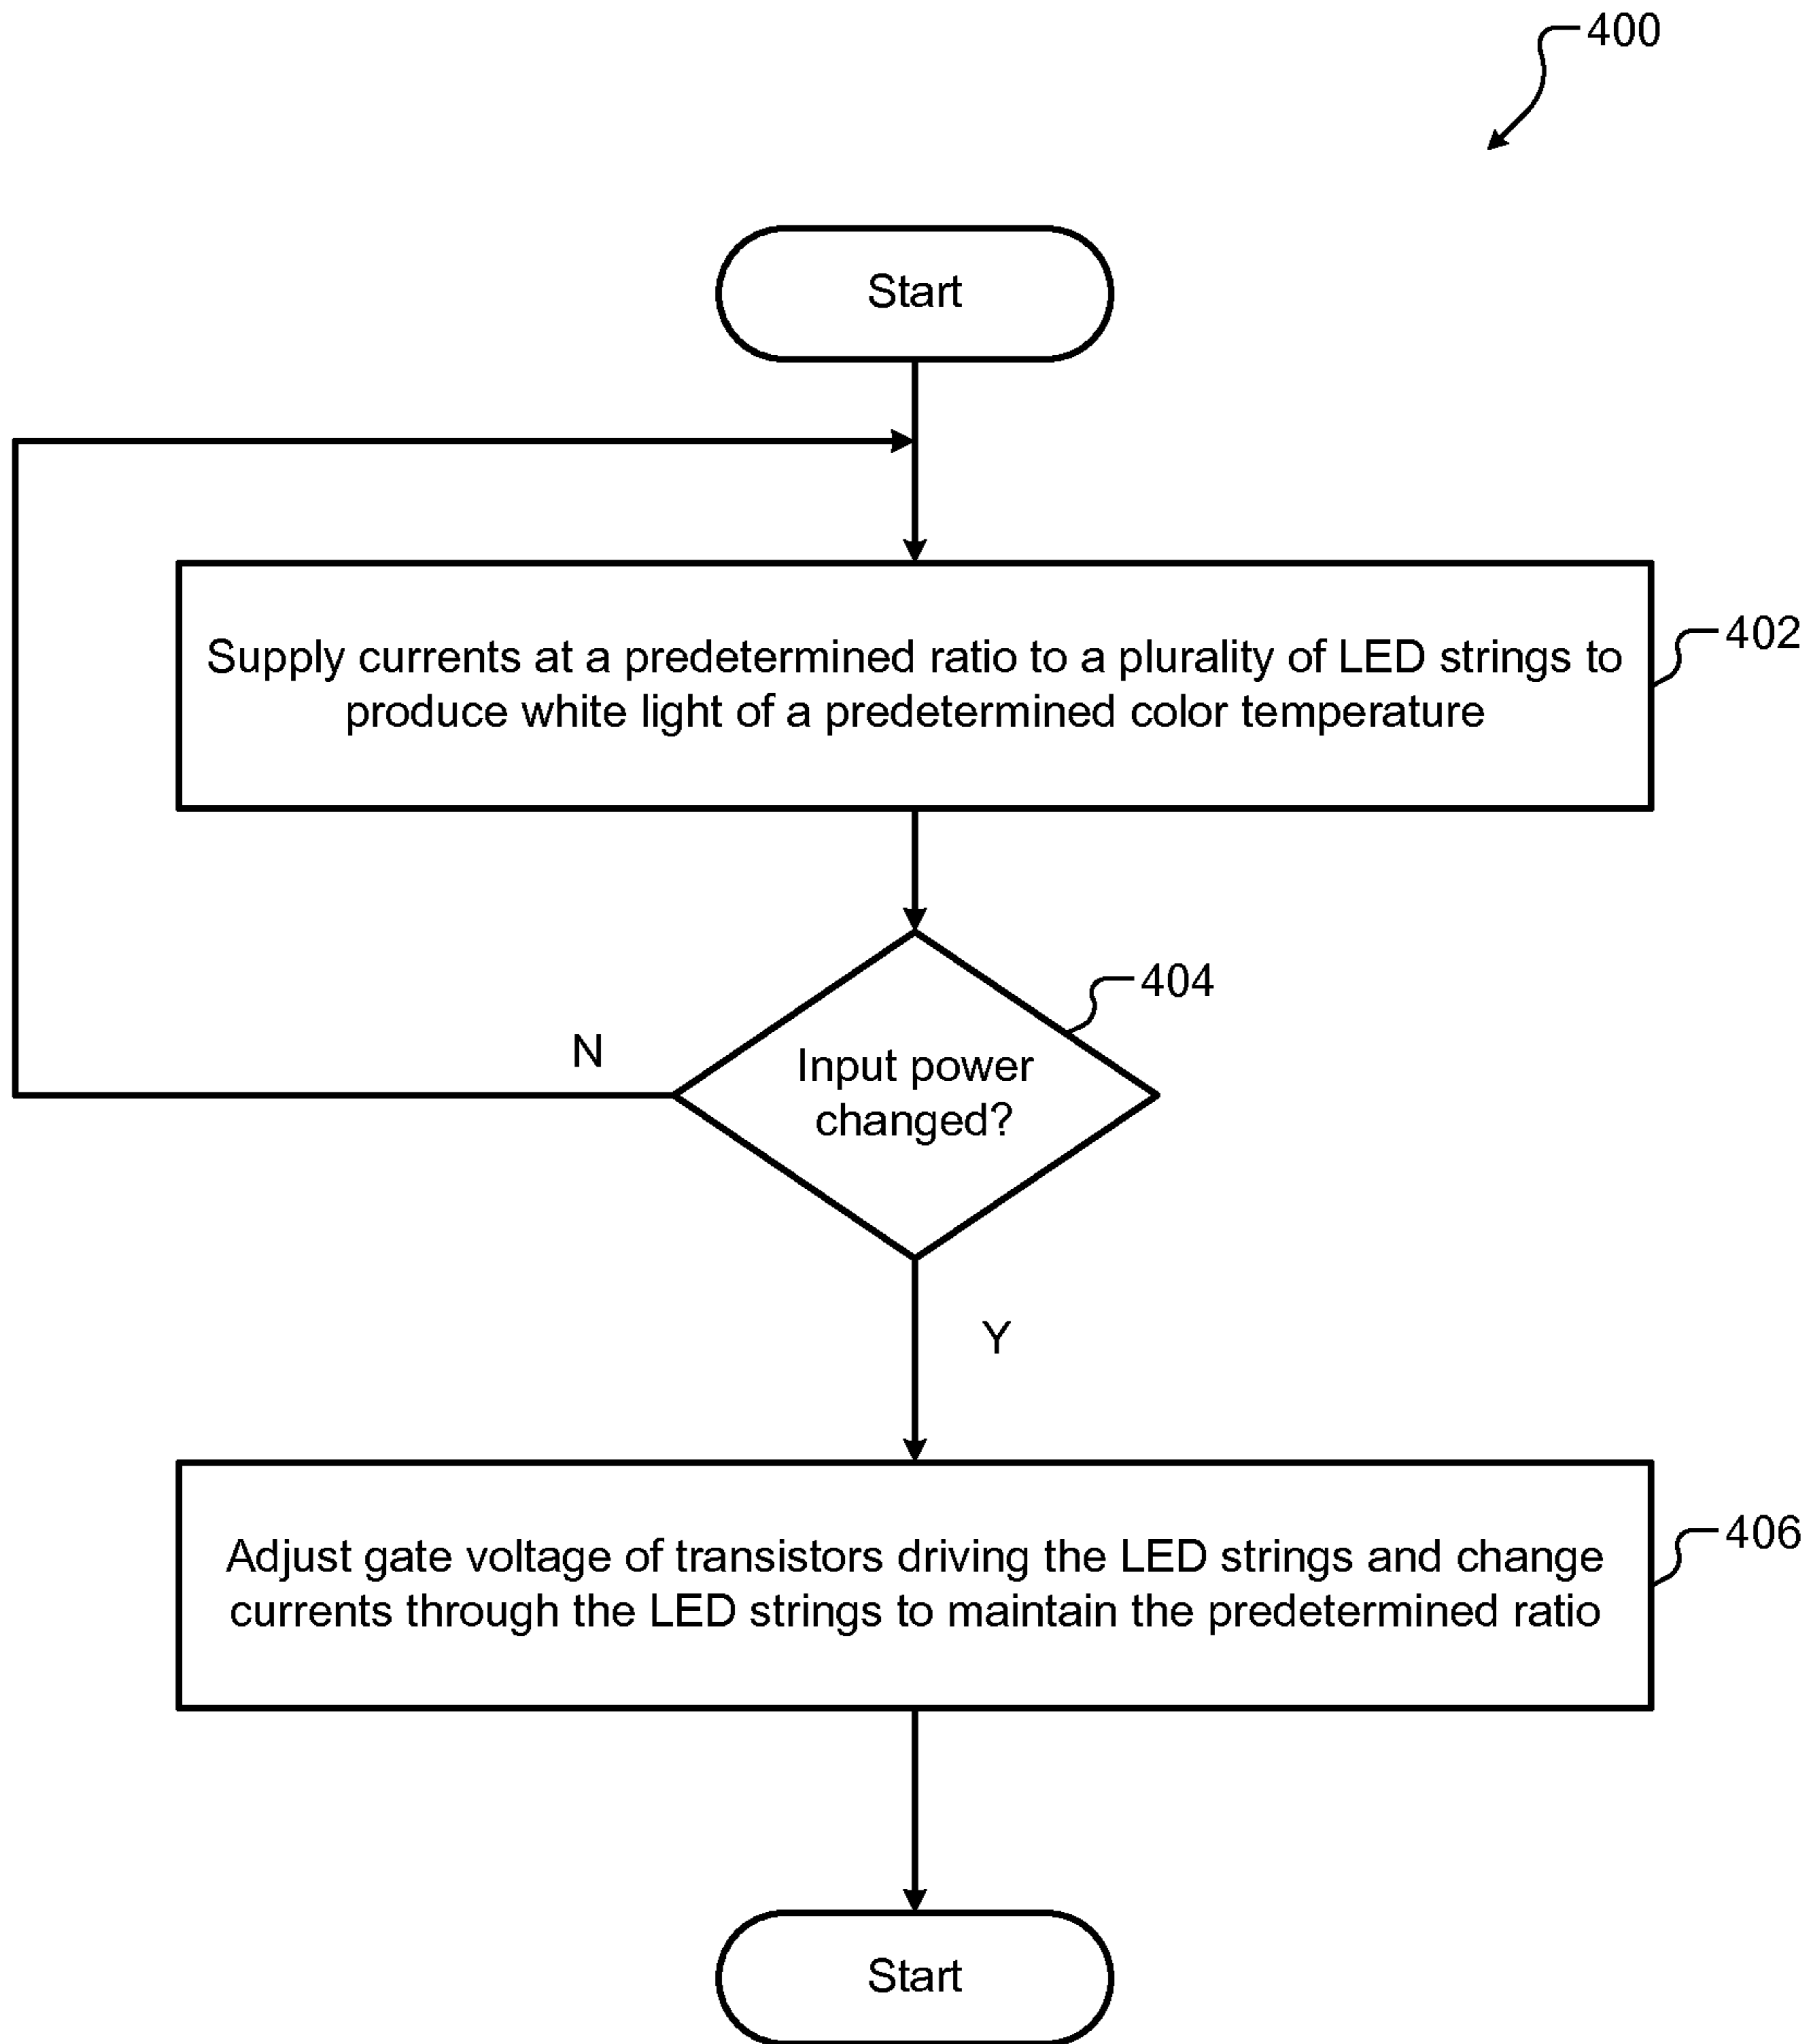 400
Start
Supply currents at a predetermined ratio to a plurality of LED strings to
produce white light of a predetermined color temperature
402
404
Input power
changed?
N
Y
Adjust gate voltage of transistors driving the LED strings and change
currents through the LED strings to maintain the predetermined ratio
406
Start